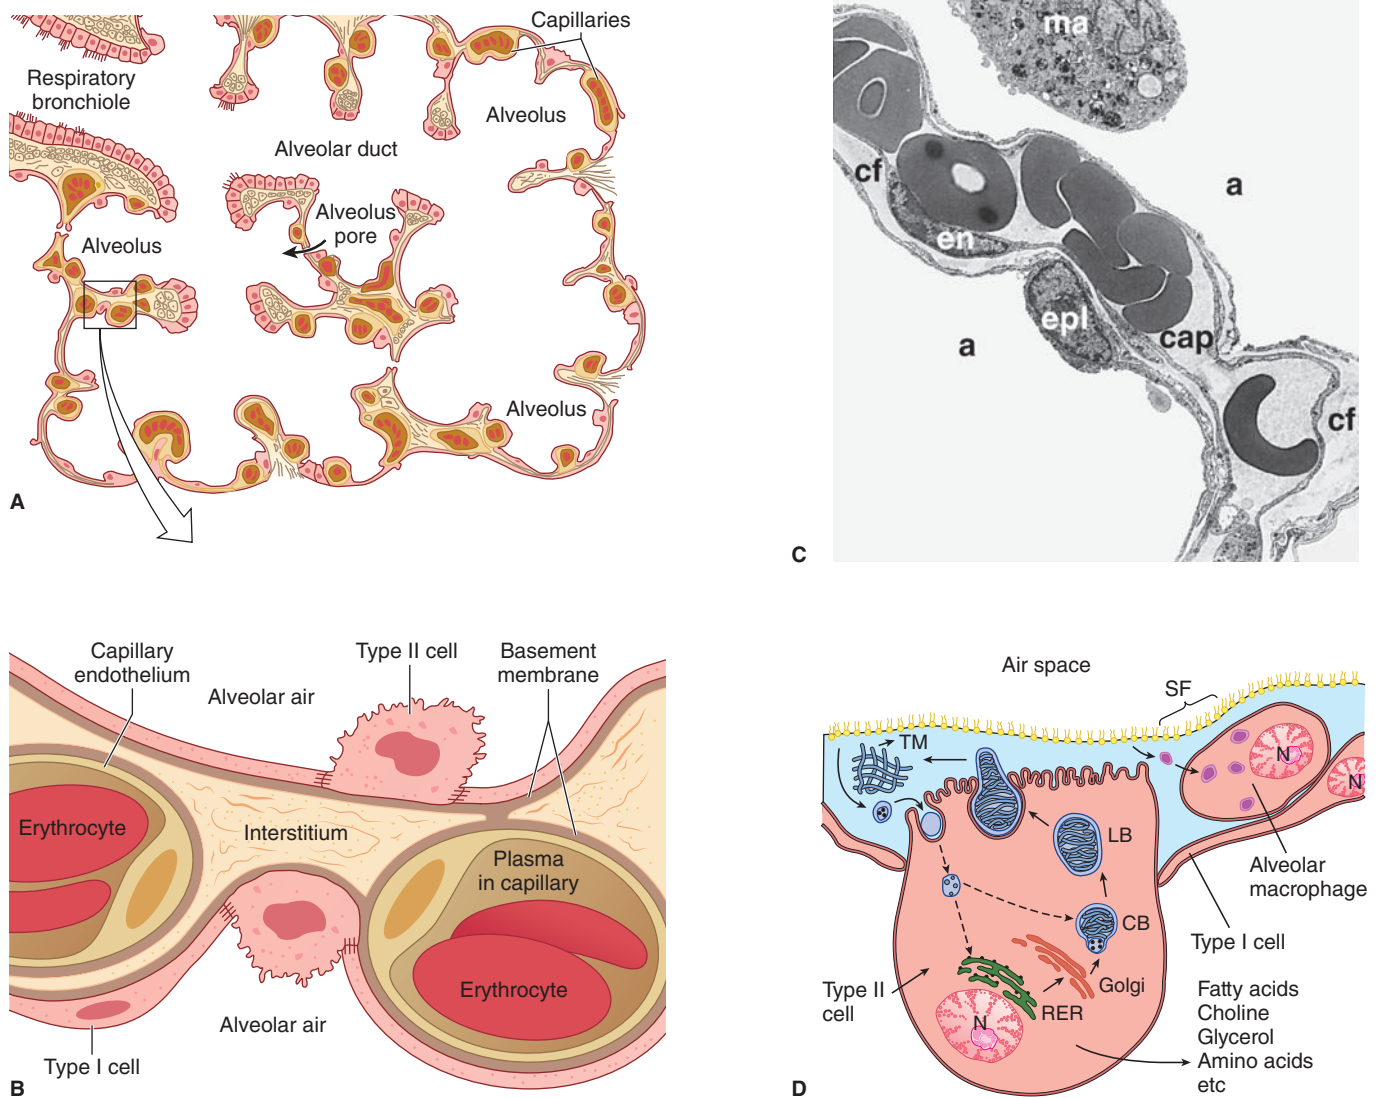 Capillaries
Respiratory
bronchiole
Alveolus
Alveolar duct
Alveolus
pore
Alveolus
Alveolus
A
ma
cf
a
en
epl
a
cap
cf
C
Capillary
endothelium
Type II cell
Basement
membrane
Alveolar air
Erythrocyte
Interstitium
Plasma
in capillary
Erythrocyte
Alveolar air
Type I cell
B
Air space
SF
TM
N
N
LB
Alveolar
macrophage
CB
Type I cell
Golgi
Type II
cell
RER
N
Fatty acids
Choline
Glycerol
Amino acids
etc
D